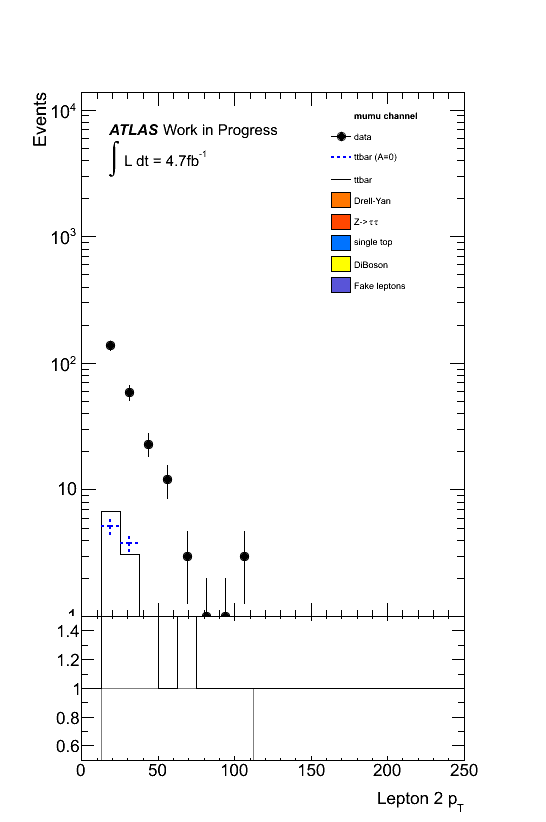 Events
10⁴
10³
10²
10
1
ATLAS Work in Progress
∫ L dt = 4.7fb⁻¹
mumu channel
data
ttbar (A=0)
ttbar
Drell-Yan
Z->ττ
single top
DiBoson
Fake leptons
1.4
1.2
1
0.8
0.6
0 50 100 150 200 250
Lepton 2 p_T